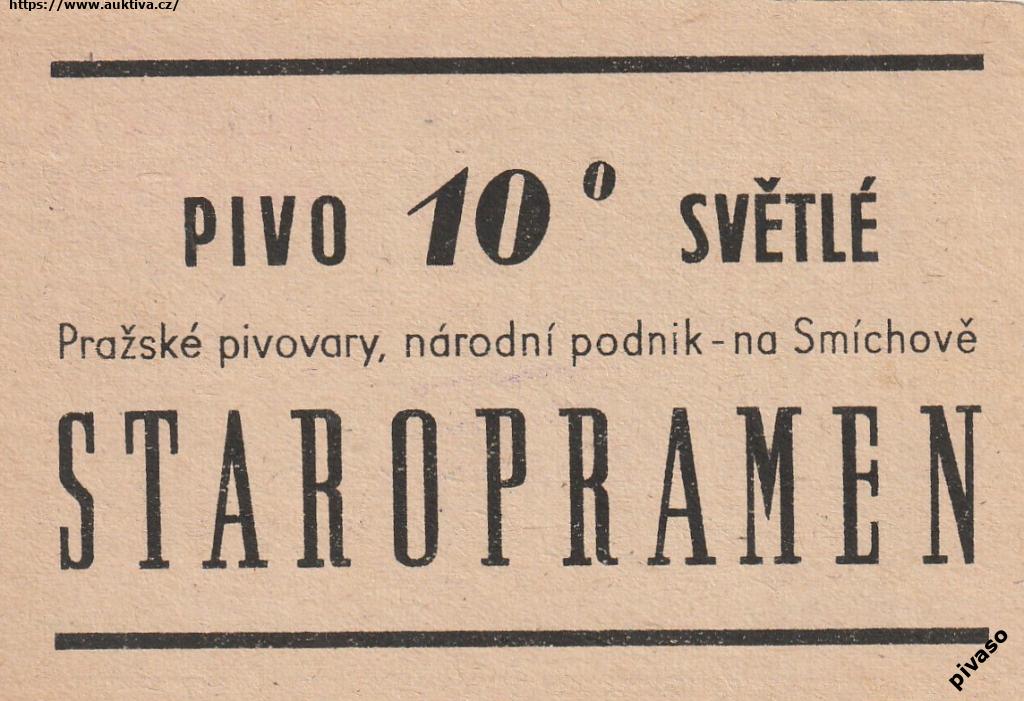 https://www.auktiva.cz/
PIVO 10° SVĚTLÉ
Pražské pivovary, národní podnik - na Smíchově
STAROPRAMEN
pivaso